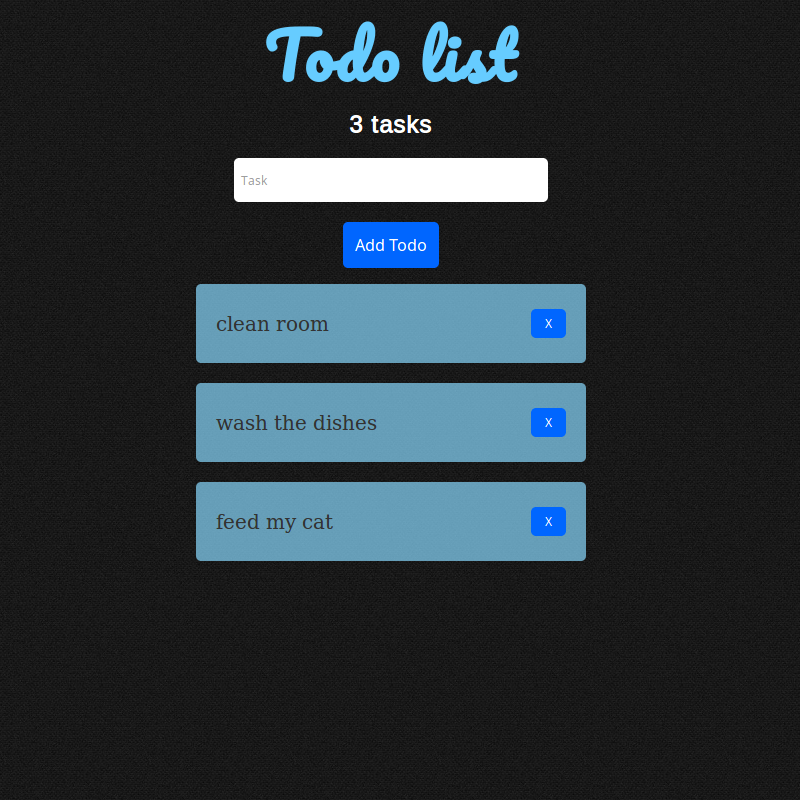 Todo list
3 tasks
Task
Add Todo
clean room
X
wash the dishes
X
feed my cat
X